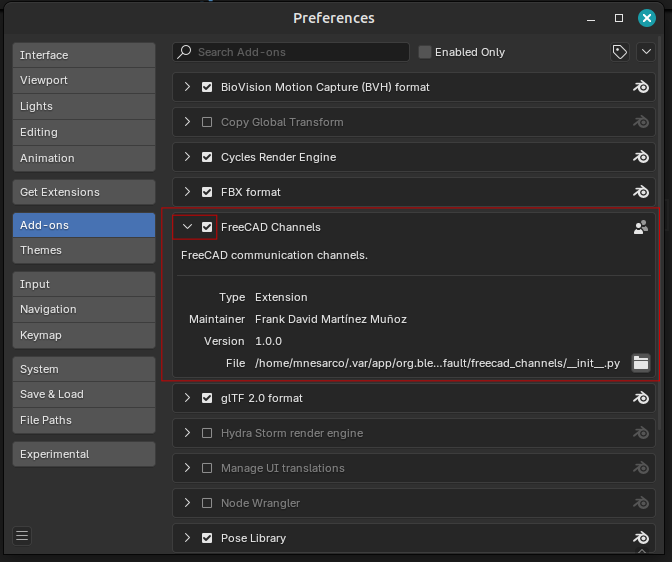 Preferences
Interface
Viewport
Lights
Editing
Animation
Get Extensions
Add-ons
Themes
Input
Navigation
Keymap
System
Save & Load
File Paths
Experimental
Search Add-ons
Enabled Only
BioVision Motion Capture (BVH) format
Copy Global Transform
Cycles Render Engine
FBX format
FreeCAD Channels
FreeCAD communication channels.
Type Extension
Maintainer Frank David Martínez Muñoz
Version 1.0.0
File /home/mnesarco/.var/app/org.ble...fault/freecad_channels/__init__.py
glTF 2.0 format
Hydra Storm render engine
Manage UI translations
Node Wrangler
Pose Library